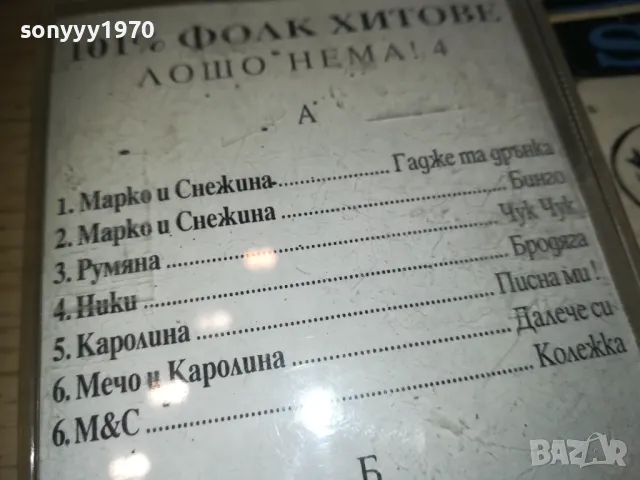 sonyyy1970
101% ФОЛК ХИТОВЕ
ЛОШО НЕМА! 4
А
1. Марко и Снежина Гадже та дрънка
2. Марко и Снежина Бинго
3. Румяна Чук Чук
4. Ники Бродяга
5. Каролина Писна ми!
6. Мечо и Каролина Далече си
6. M&C Колежка
Б
BAZAR
bg